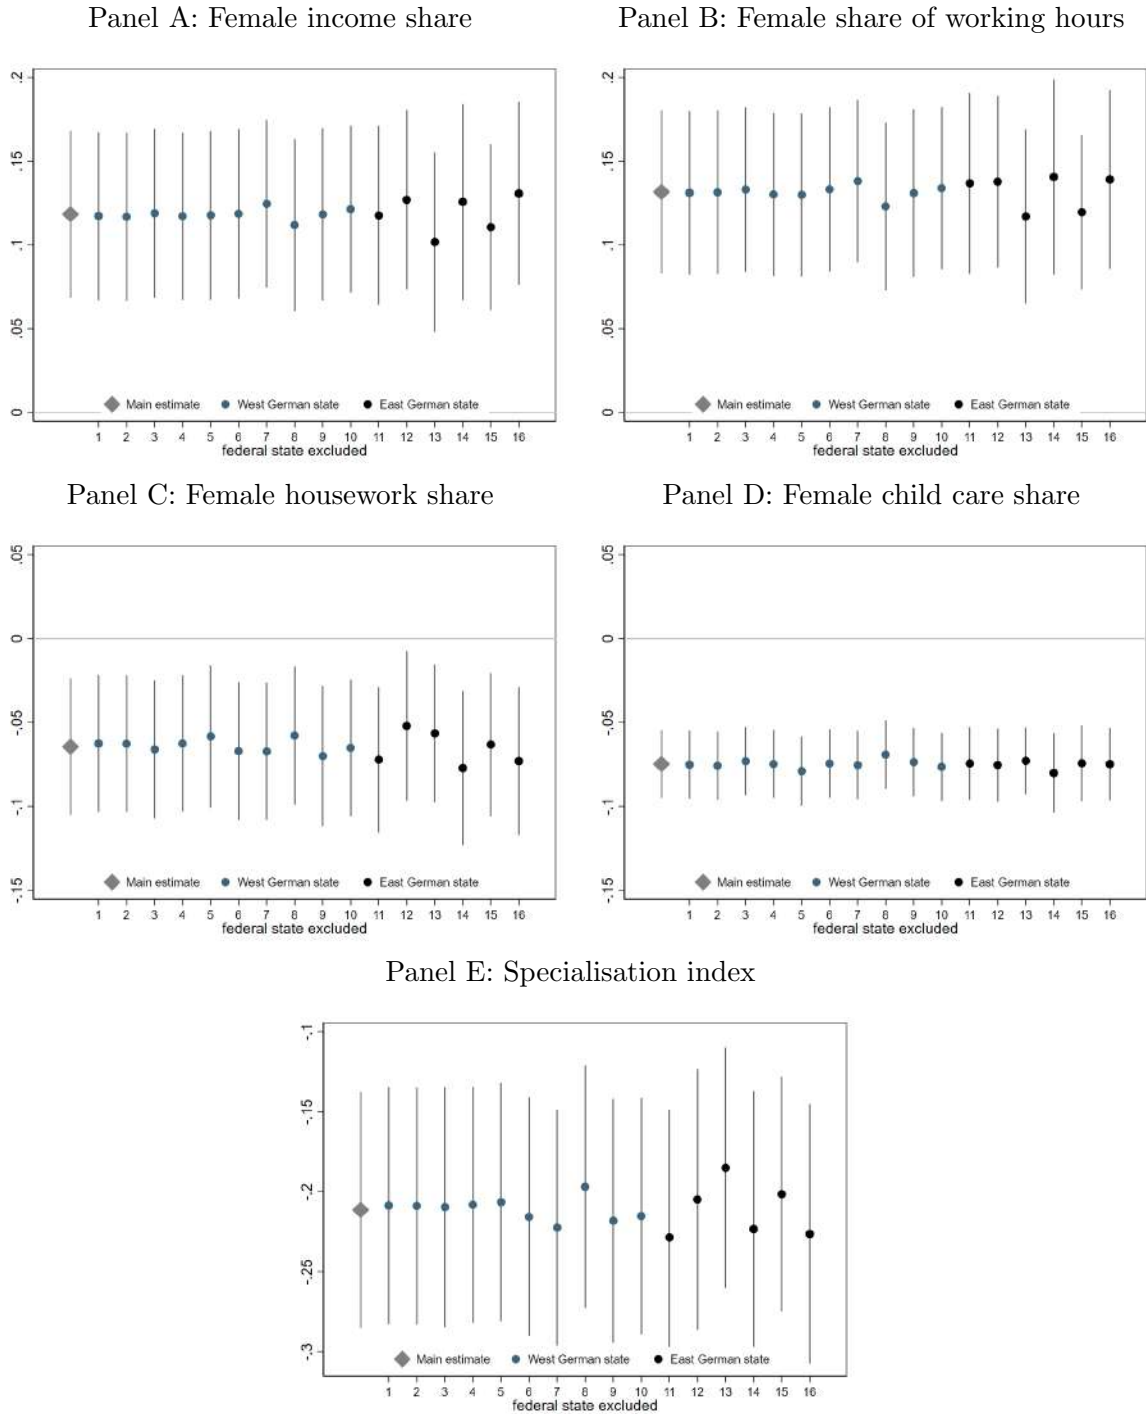 Panel A: Female income share
.2
.15
.1
.05
0
Main estimate West German state East German state
1 2 3 4 5 6 7 8 9 10 11 12 13 14 15 16
federal state excluded
Panel B: Female share of working hours
.2
.15
.1
.05
0
Main estimate West German state East German state
1 2 3 4 5 6 7 8 9 10 11 12 13 14 15 16
federal state excluded
Panel C: Female housework share
.05
0
-.05
-.1
-.15
Main estimate West German state East German state
1 2 3 4 5 6 7 8 9 10 11 12 13 14 15 16
federal state excluded
Panel D: Female child care share
.05
0
-.05
-.1
-.15
Main estimate West German state East German state
1 2 3 4 5 6 7 8 9 10 11 12 13 14 15 16
federal state excluded
Panel E: Specialisation index
-.1
-.15
-.2
-.25
-.3
Main estimate West German state East German state
1 2 3 4 5 6 7 8 9 10 11 12 13 14 15 16
federal state excluded